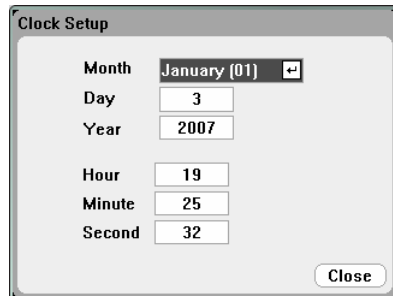 Clock Setup
Month January (01)
Day 3
Year 2007
Hour 19
Minute 25
Second 32
Close